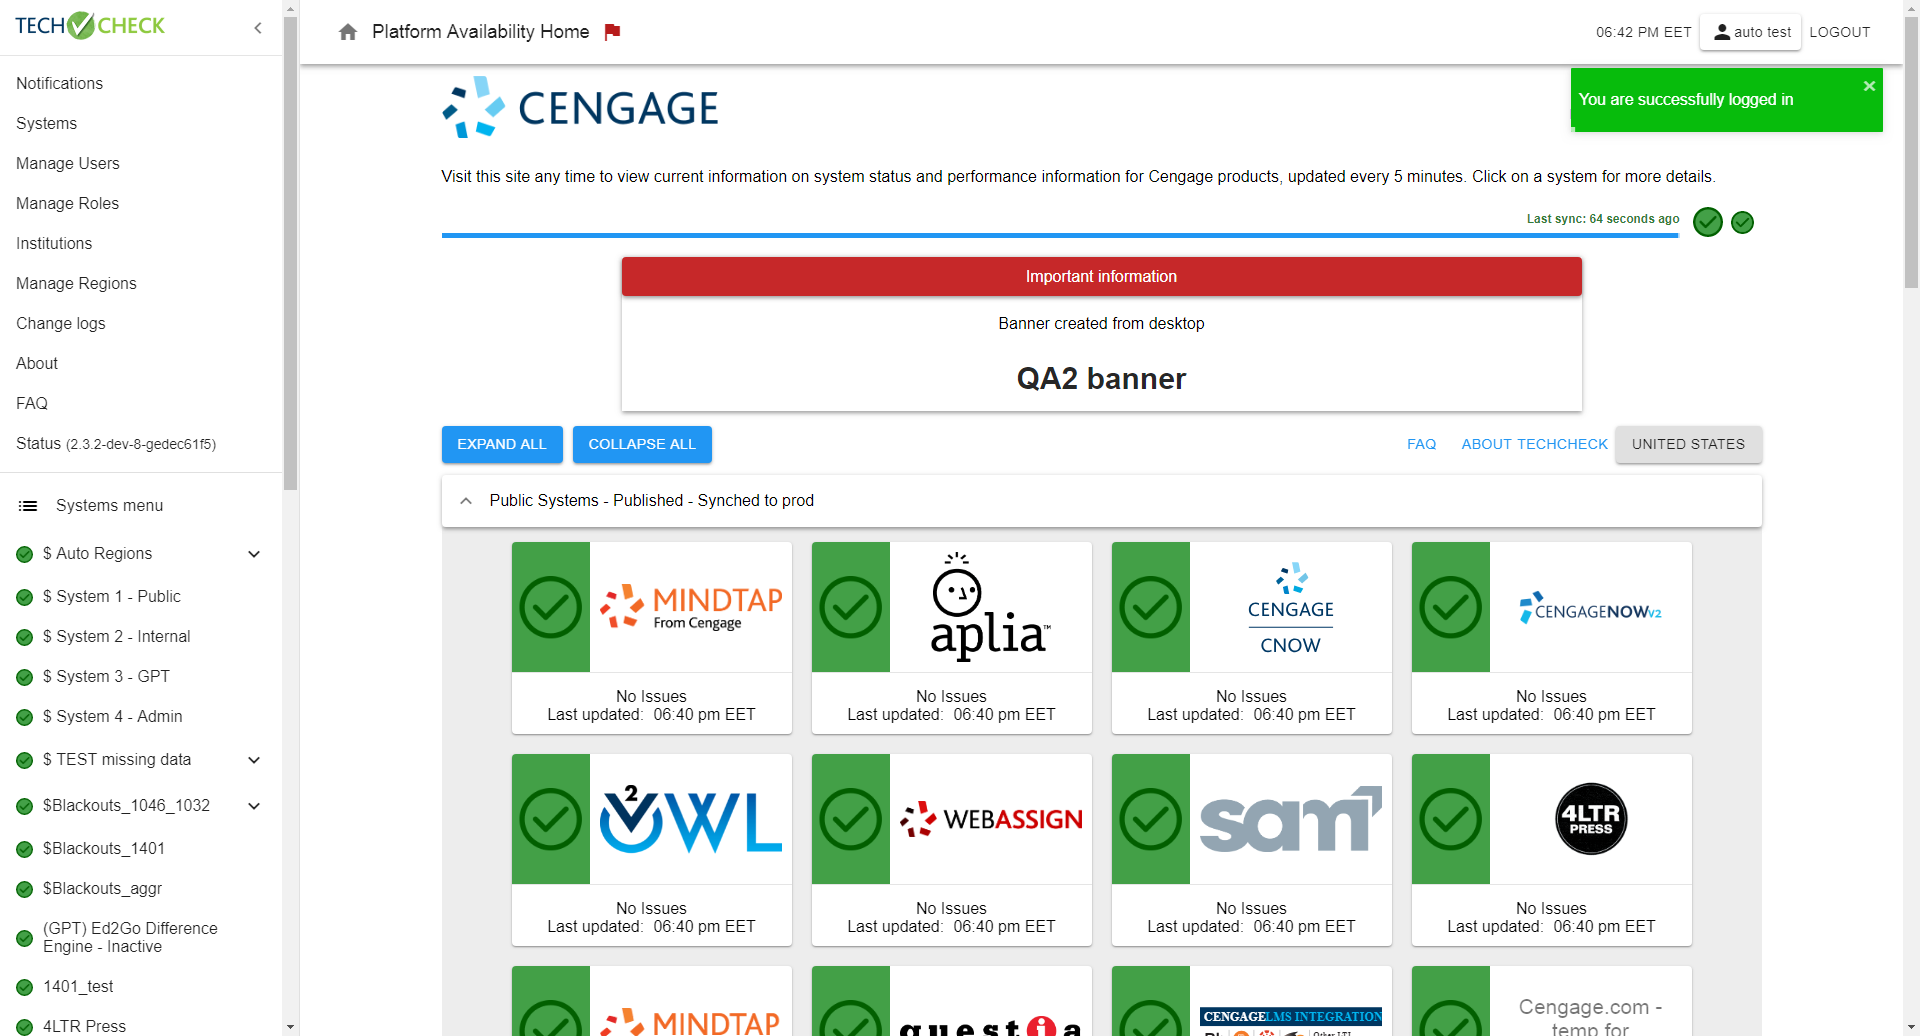 TECH CHECK
Notifications
Systems
Manage Users
Manage Roles
Institutions
Manage Regions
Change logs
About
FAQ
Status (2.3.2-dev-8-gedec61f5)
Systems menu
$ Auto Regions
$ System 1 - Public
$ System 2 - Internal
$ System 3 - GPT
$ System 4 - Admin
$ TEST missing data
$Blackouts_1046_1032
$Blackouts_1401
$Blackouts_aggr
(GPT) Ed2Go Difference
Engine - Inactive
1401_test
4LTR Press
Platform Availability Home
06:42 PM EET
auto test
LOGOUT
You are successfully logged in
CENGAGE
Visit this site any time to view current information on system status and performance information for Cengage products, updated every 5 minutes. Click on a system for more details.
Last sync: 64 seconds ago
Important information
Banner created from desktop
QA2 banner
EXPAND ALL
COLLAPSE ALL
FAQ
ABOUT TECHCHECK
UNITED STATES
Public Systems - Published - Synched to prod
MINDTAP
From Cengage
No Issues
Last updated: 06:40 pm EET
aplia™
No Issues
Last updated: 06:40 pm EET
CENGAGE
CNOW
No Issues
Last updated: 06:40 pm EET
CENGAGENOWv2
No Issues
Last updated: 06:40 pm EET
V2
OWL
No Issues
Last updated: 06:40 pm EET
WEBASSIGN
No Issues
Last updated: 06:40 pm EET
sam
No Issues
Last updated: 06:40 pm EET
4LTR
PRESS
No Issues
Last updated: 06:40 pm EET
MINDTAP
questia
CENGAGE LMS INTEGRATION
Cengage.com -
temp for